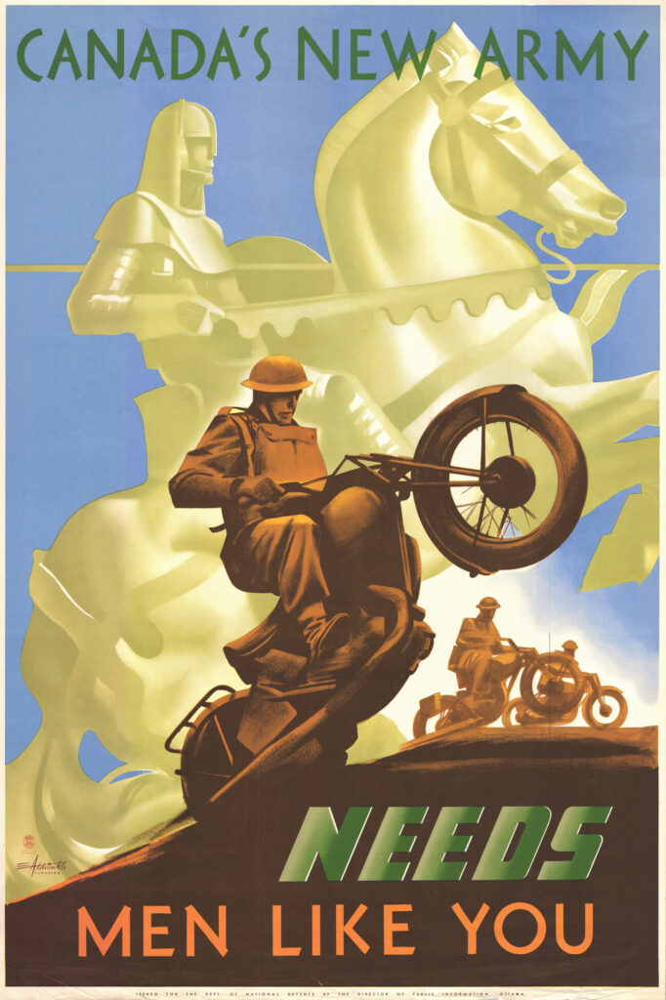 CANADA'S NEW ARMY
NEEDS
MEN LIKE YOU
ISSUED FOR THE DEPT. OF NATIONAL DEFENCE BY THE DIRECTOR OF PUBLIC INFORMATION, OTTAWA.